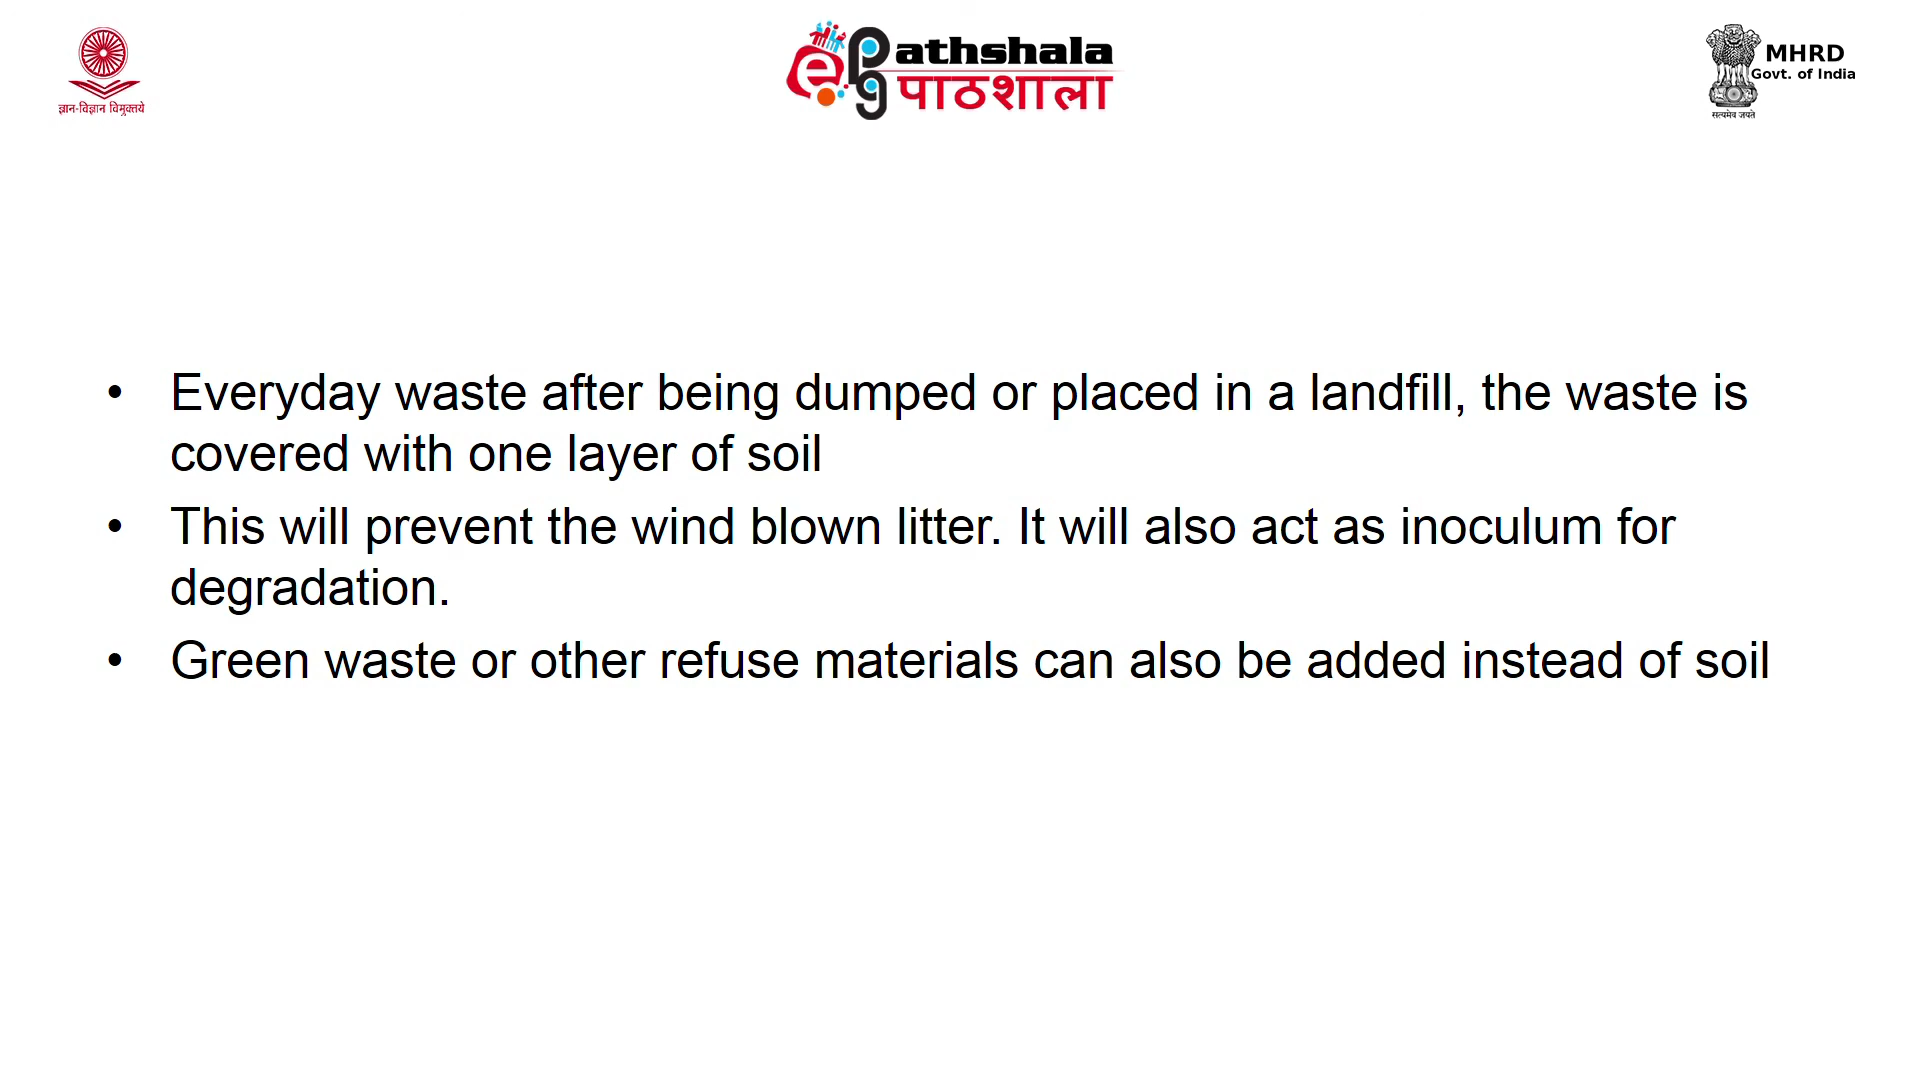 ज्ञान-विज्ञान विमुक्तये
e Pg athshala
पाठशाला
MHRD
Govt. of India
सत्यमेव जयते
• Everyday waste after being dumped or placed in a landfill, the waste is
covered with one layer of soil
• This will prevent the wind blown litter. It will also act as inoculum for
degradation.
• Green waste or other refuse materials can also be added instead of soil